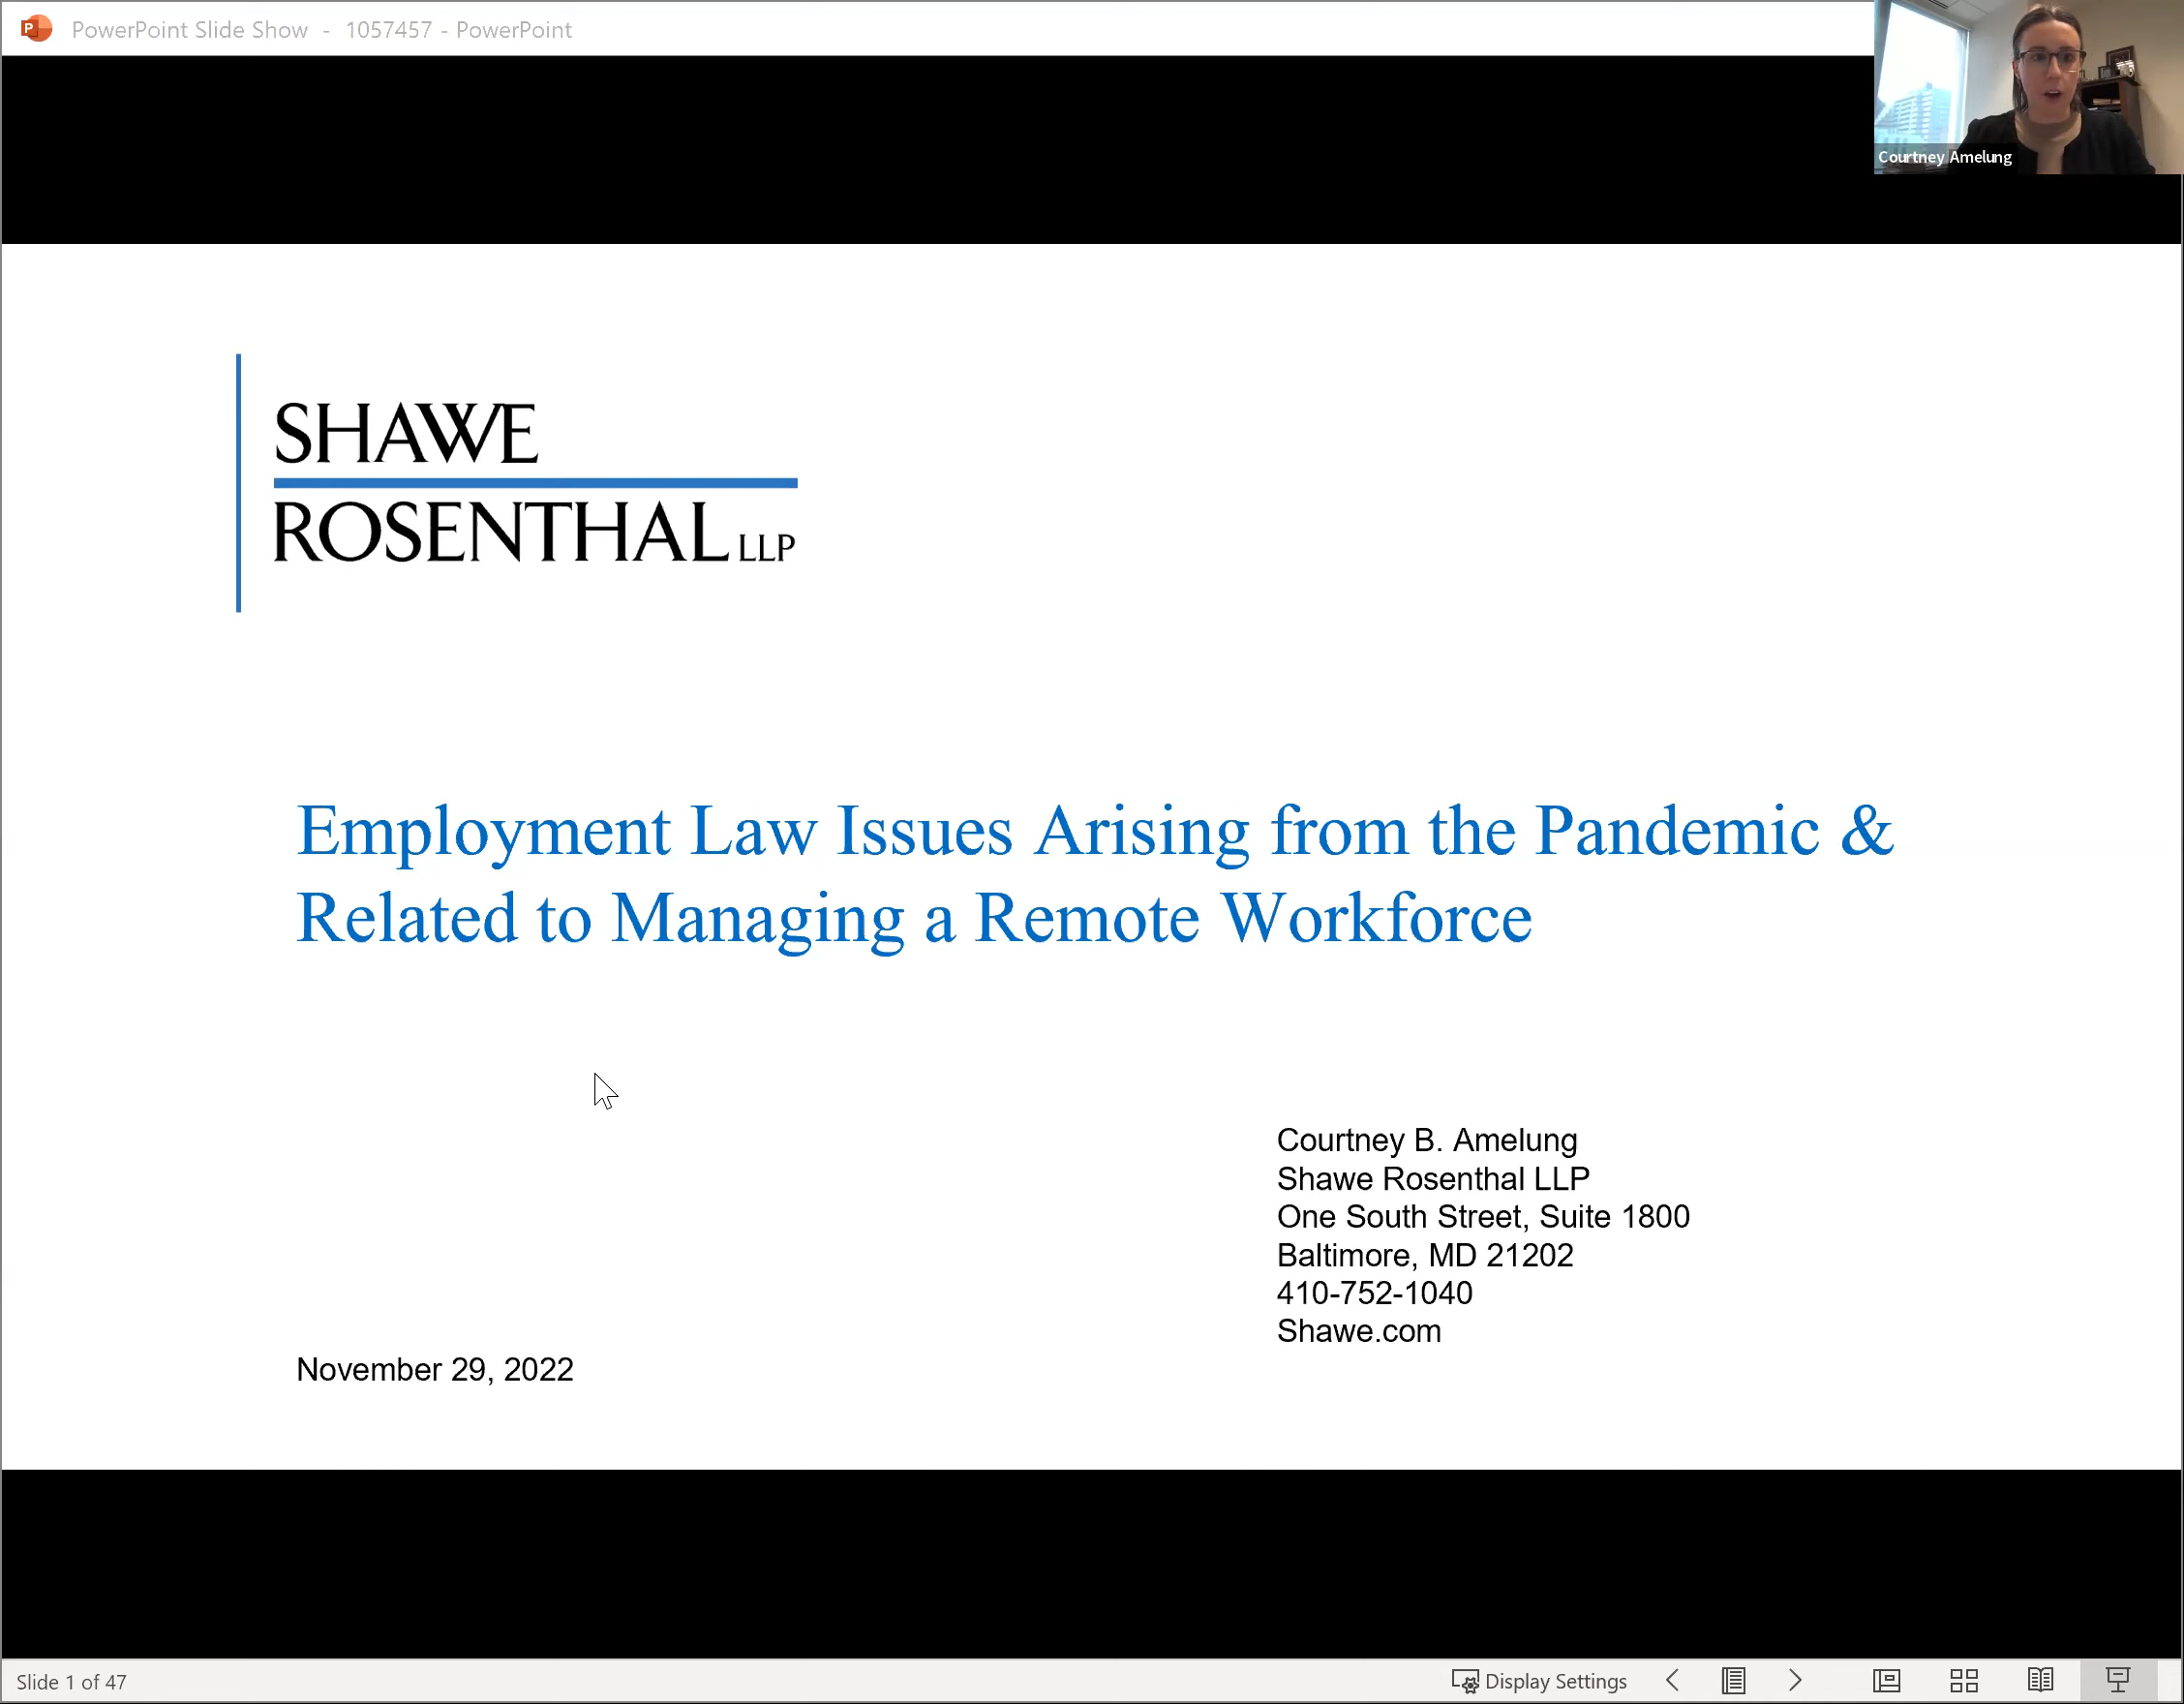 PowerPoint Slide Show - 1057457 - PowerPoint
Courtney Amelung
SHAWE
ROSENTHAL LLP
Employment Law Issues Arising from the Pandemic &
Related to Managing a Remote Workforce
Courtney B. Amelung
Shawe Rosenthal LLP
One South Street, Suite 1800
Baltimore, MD 21202
410-752-1040
Shawe.com
November 29, 2022
Slide 1 of 47
Display Settings